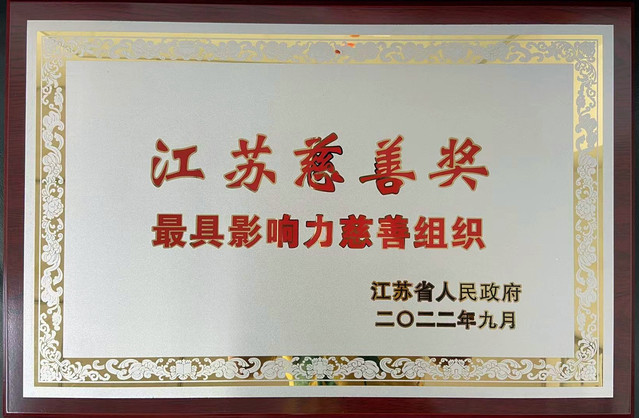 江苏慈善奖
最具影响力慈善组织
江苏省人民政府
二〇二二年九月